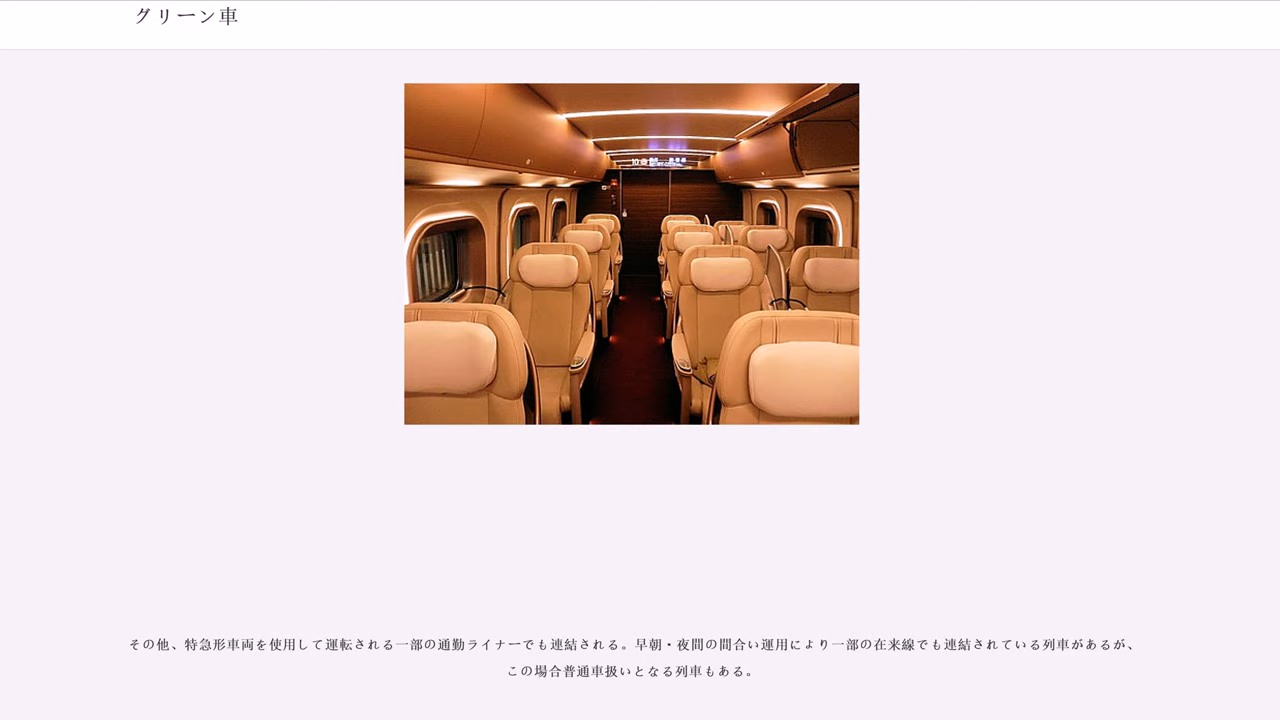 グリーン車
その他、特急形車両を使用して運転される一部の通勤ライナーでも連結される。早朝・夜間の間合い運用により一部の在来線でも連結されている列車があるが、
この場合普通車扱いとなる列車もある。